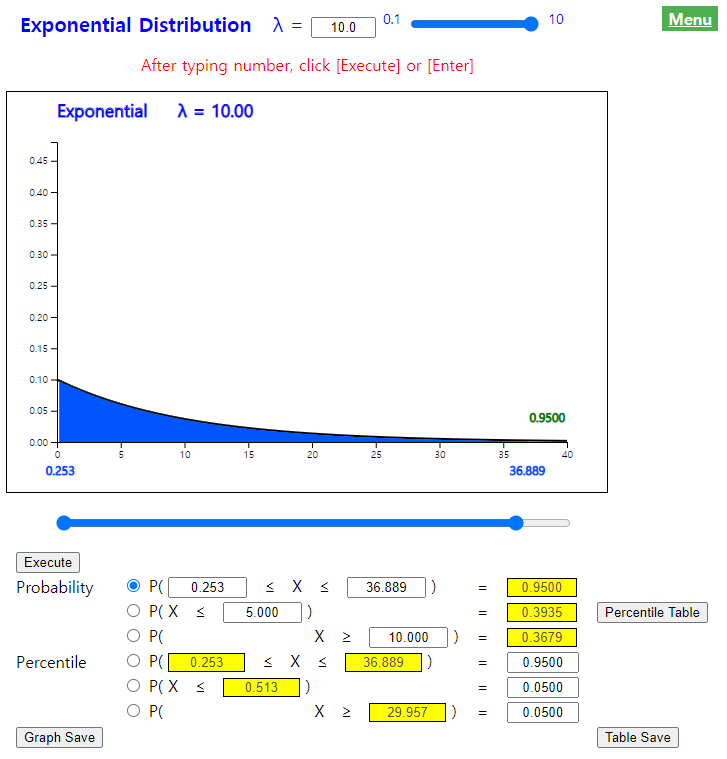 Exponential Distribution λ = 10.0 0.1 10 Menu
After typing number, click [Execute] or [Enter]
Exponential λ = 10.00
0.45
0.40
0.35
0.30
0.25
0.20
0.15
0.10
0.05
0.00
0.9500
0 5 10 15 20 25 30 35 40
0.253 36.889
Execute
Probability P( 0.253 ≤ X ≤ 36.889 ) = 0.9500
P( X ≤ 5.000 ) = 0.3935 Percentile Table
P( X ≥ 10.000 ) = 0.3679
Percentile P( 0.253 ≤ X ≤ 36.889 ) = 0.9500
P( X ≤ 0.513 ) = 0.0500
P( X ≥ 29.957 ) = 0.0500
Graph Save Table Save